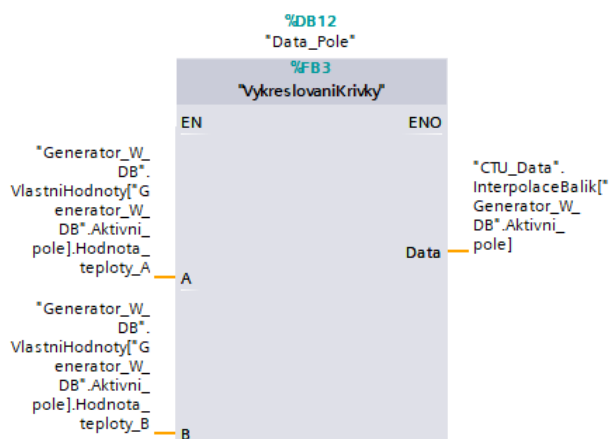 %DB12
"Data_Pole"
%FB3
"VykreslovaniKrivky"
EN
ENO
"Generator_W_
DB".
VlastniHodnoty["G
enerator_W_
DB".Aktivni_
pole].Hodnota_
teploty_A
A
"CTU_Data".
InterpolaceBalik["
Generator_W_
DB".Aktivni_
pole]
Data
"Generator_W_
DB".
VlastniHodnoty["G
enerator_W_
DB".Aktivni_
pole].Hodnota_
teploty_B
B